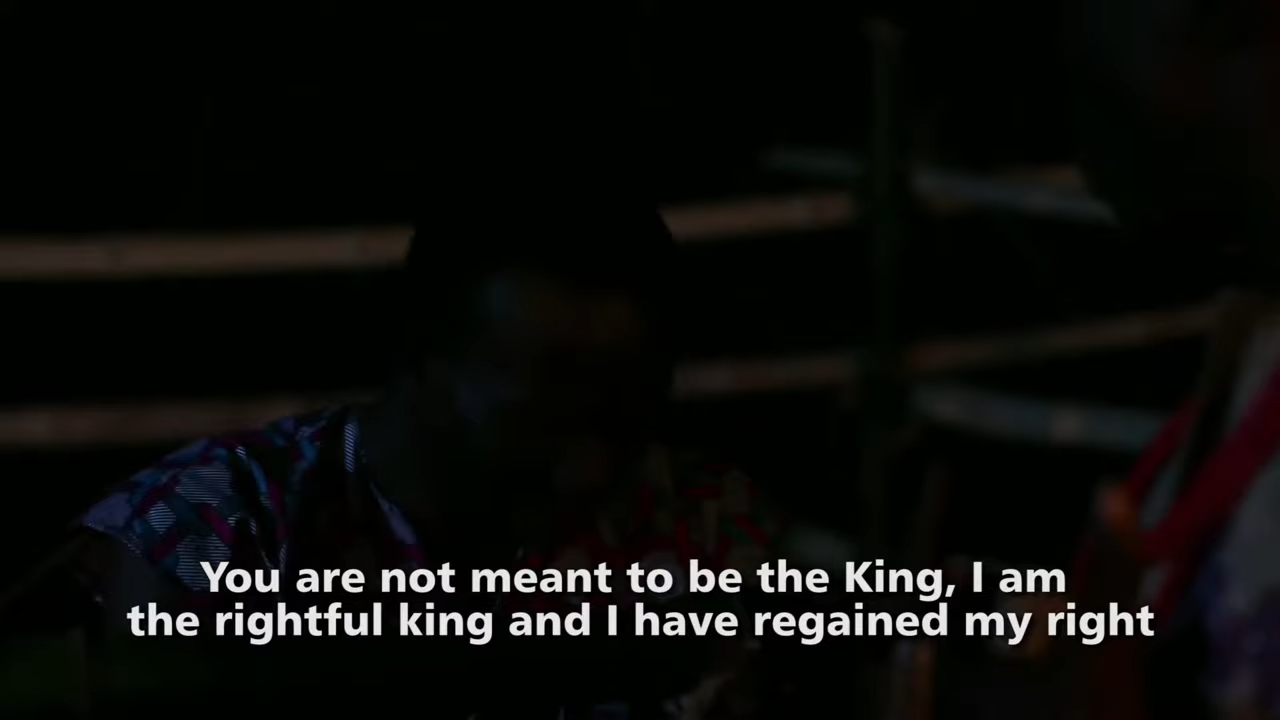 You are not meant to be the King, I am
the rightful king and I have regained my right